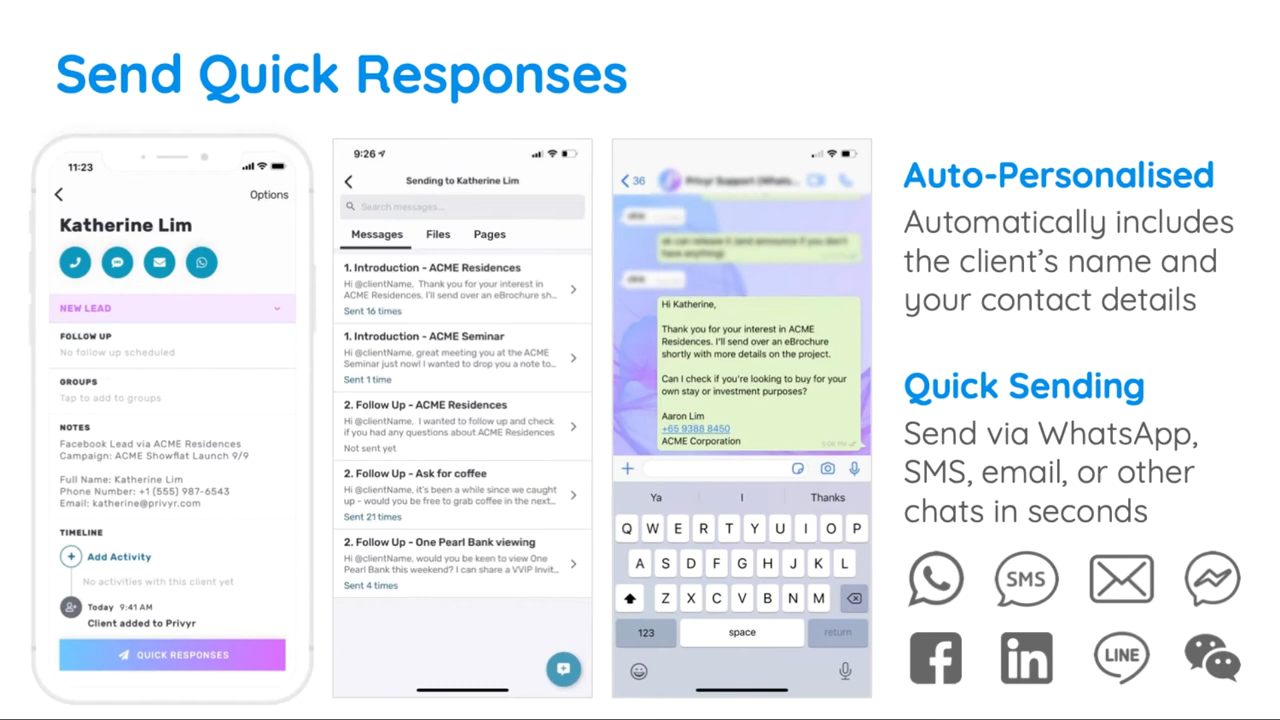 Send Quick Responses
11:23
Options
Katherine Lim
NEW LEAD
FOLLOW UP
No follow up scheduled
GROUPS
Tap to add to groups
NOTES
Facebook Lead via ACME Residences
Campaign: ACME Showflat Launch 9/9
Full Name: Katherine Lim
Phone Number: +1 (555) 987-6543
Email: katherine@privyr.com
TIMELINE
Add Activity
No activities with this client yet
Today 9:41 AM
Client added to Privyr
QUICK RESPONSES
9:26
Sending to Katherine Lim
Search messages...
Messages Files Pages
1. Introduction - ACME Residences
Hi @clientName, Thank you for your interest in
ACME Residences. I'll send over an eBrochure sh...
Sent 16 times
1. Introduction - ACME Seminar
Hi @clientName, great meeting you at the ACME
Seminar just now! I wanted to drop you a note to...
Sent 1 time
2. Follow Up - ACME Residences
Hi @clientName, I wanted to follow up and check
if you had any questions about ACME Residences
Not sent yet
2. Follow Up - Ask for coffee
Hi @clientName, it's been a while since we caught
up - would you be free to grab coffee in the next...
Sent 21 times
2. Follow Up - One Pearl Bank viewing
Hi @clientName, would you be keen to view One
Pearl Bank this weekend? I can share a VVIP Invit...
Sent 4 times
36
Hi Katherine,
Thank you for your interest in ACME
Residences. I'll send over an eBrochure
shortly with more details on the project.
Can I check if you're looking to buy for your
own stay or investment purposes?
Aaron Lim
+65 9388 8450
ACME Corporation
Ya I Thanks
Q W E R T Y U I O P
A S D F G H J K L
Z X C V B N M
123 space return
Auto-Personalised
Automatically includes
the client's name and
your contact details
Quick Sending
Send via WhatsApp,
SMS, email, or other
chats in seconds
SMS
f in LINE